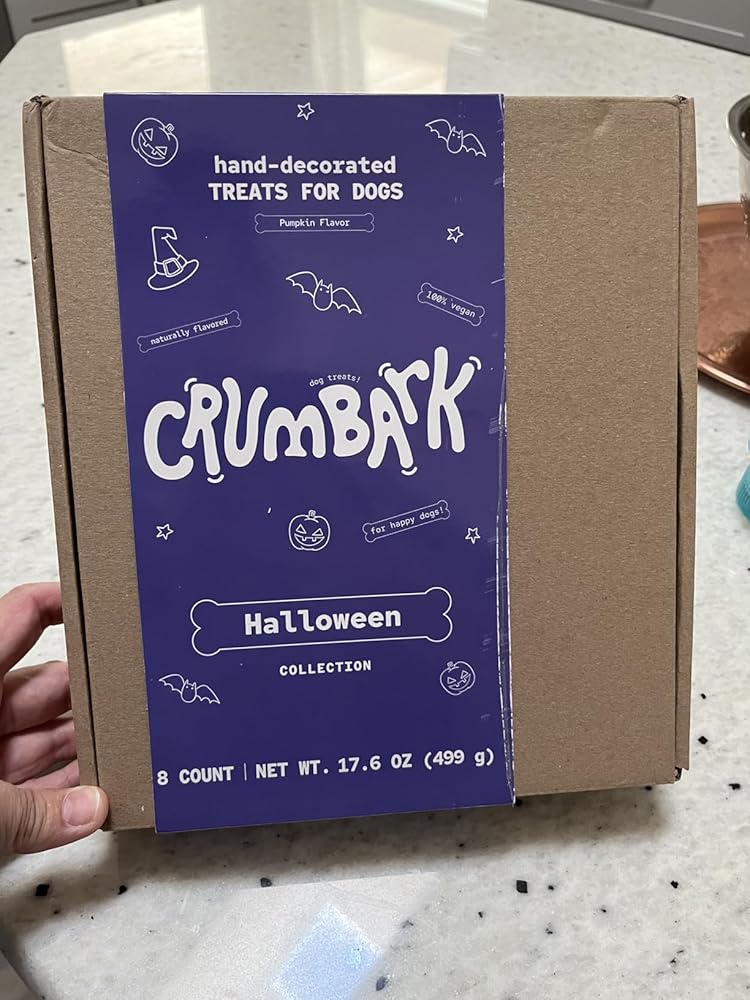 hand-decorated
TREATS FOR DOGS
Pumpkin Flavor
100% vegan
naturally flavored
dog treats!
CRUMBArK
for happy dogs!
Halloween
COLLECTION
8 COUNT | NET WT. 17.6 OZ (499 g)